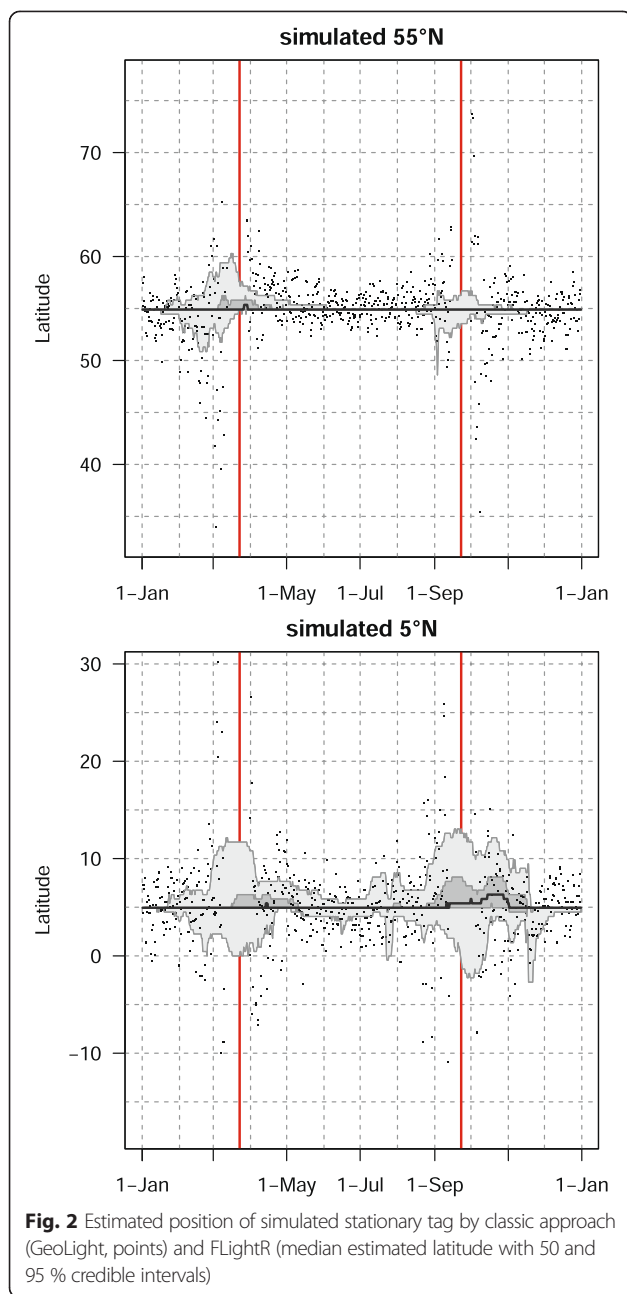 simulated 55°N
70
60
50
40
Latitude
1–Jan 1–May 1–Jul 1–Sep 1–Jan
simulated 5°N
30
20
10
0
–10
Latitude
1–Jan 1–May 1–Jul 1–Sep 1–Jan
Fig. 2 Estimated position of simulated stationary tag by classic approach
(GeoLight, points) and FLightR (median estimated latitude with 50 and
95 % credible intervals)